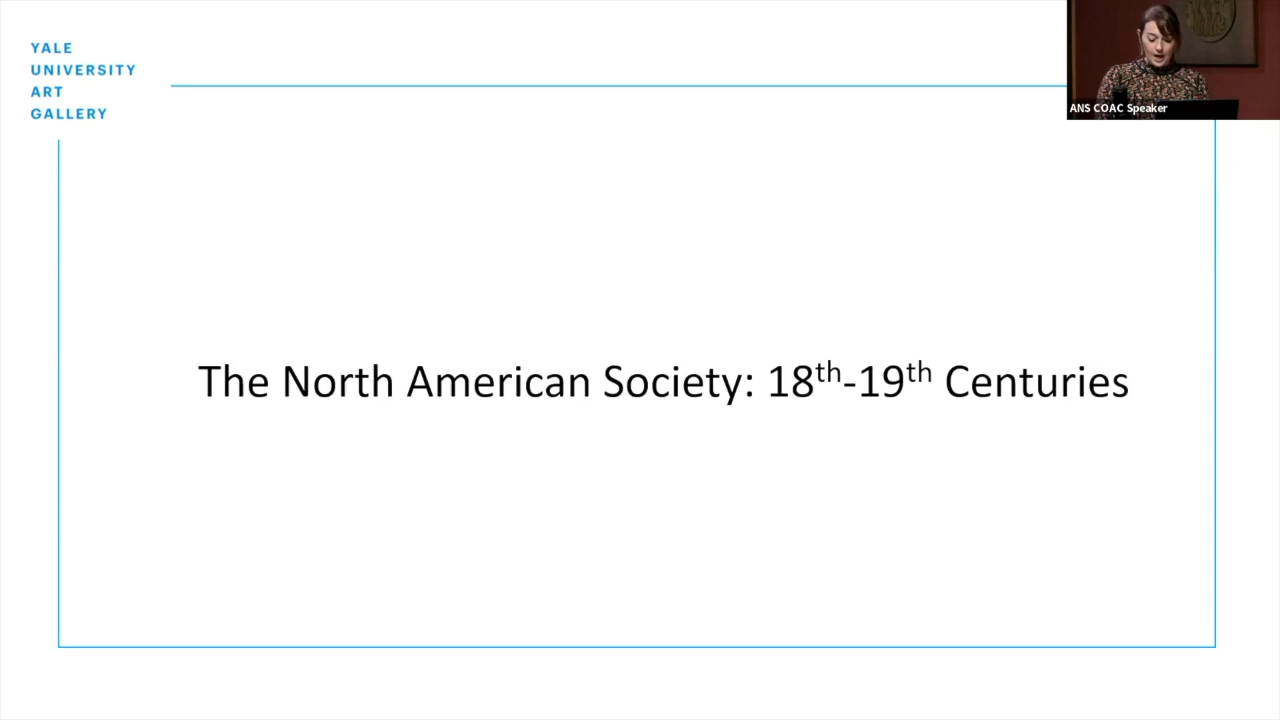 YALE
UNIVERSITY
ART
GALLERY
ANS COAC Speaker
The North American Society: 18th-19th Centuries